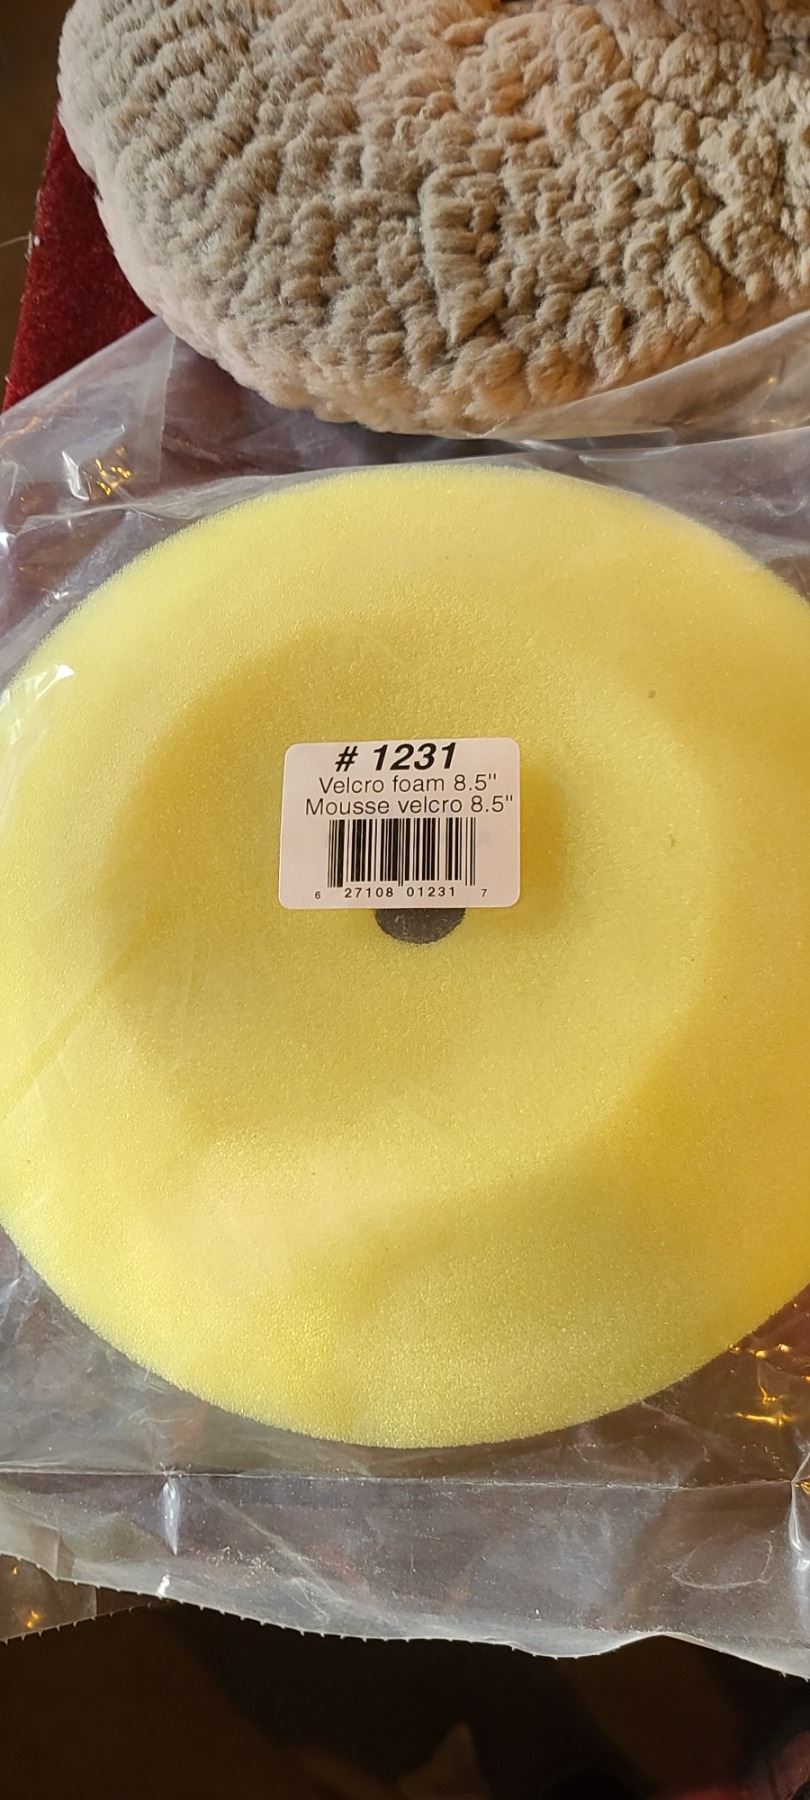 # 1231
Velcro foam 8.5"
Mousse velcro 8.5"
6 27108 01231 7